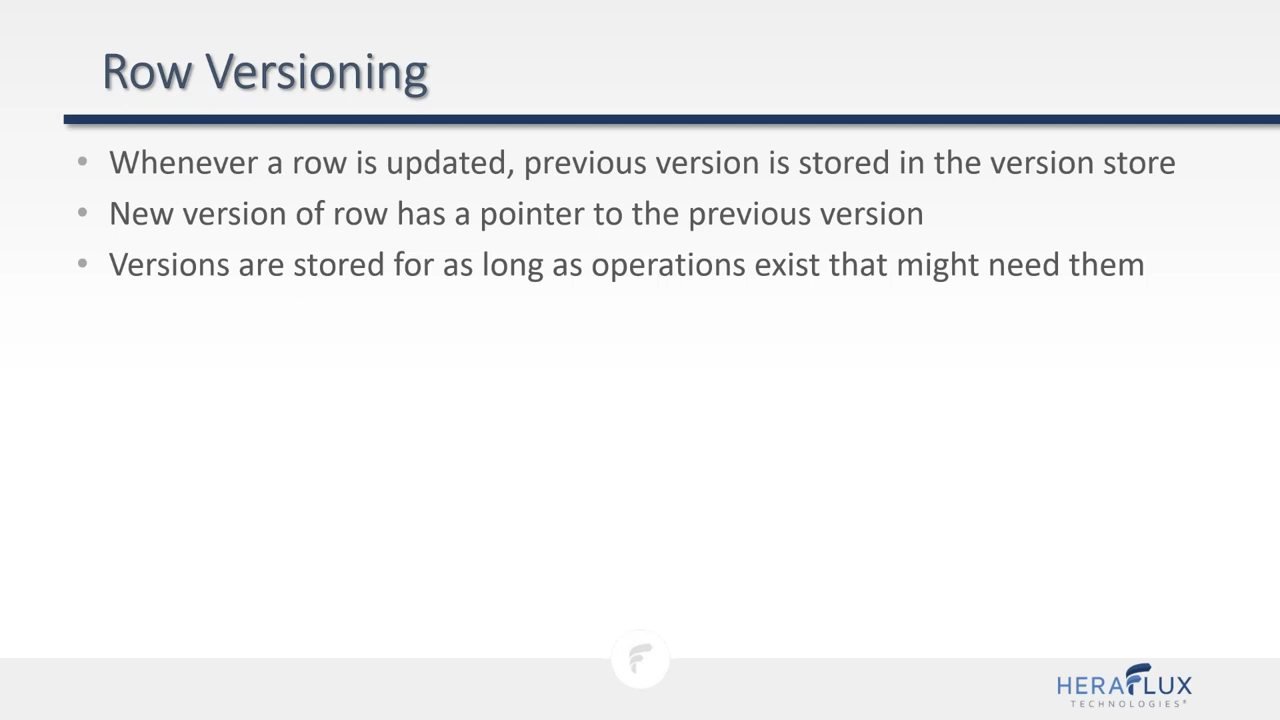 Row Versioning
• Whenever a row is updated, previous version is stored in the version store
• New version of row has a pointer to the previous version
• Versions are stored for as long as operations exist that might need them
HERAFLUX
TECHNOLOGIES®